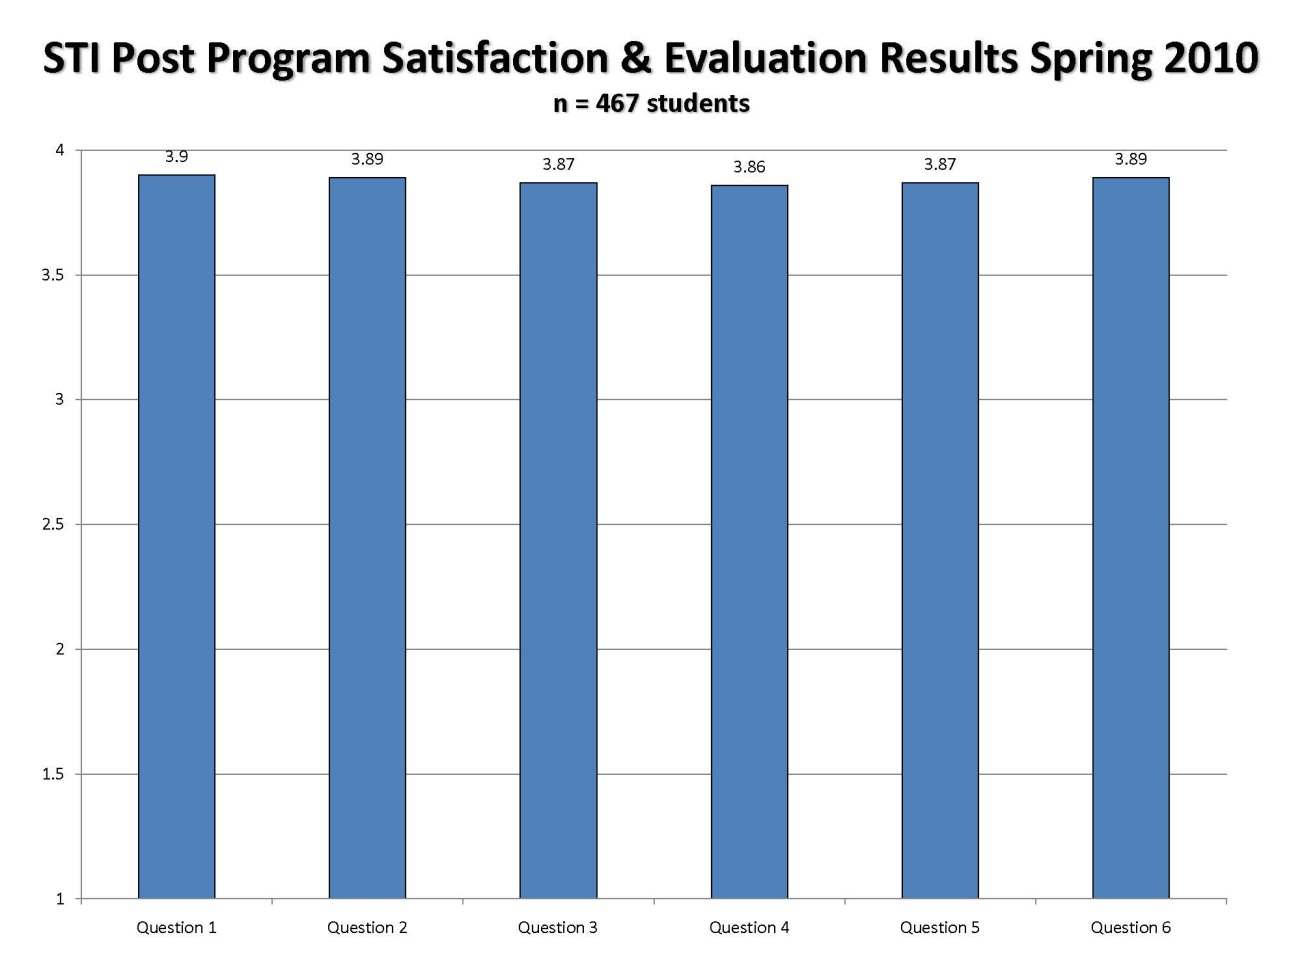 STI Post Program Satisfaction & Evaluation Results Spring 2010
n = 467 students
4
3.5
3
2.5
2
1.5
1
3.9
3.89
3.87
3.86
3.87
3.89
Question 1
Question 2
Question 3
Question 4
Question 5
Question 6